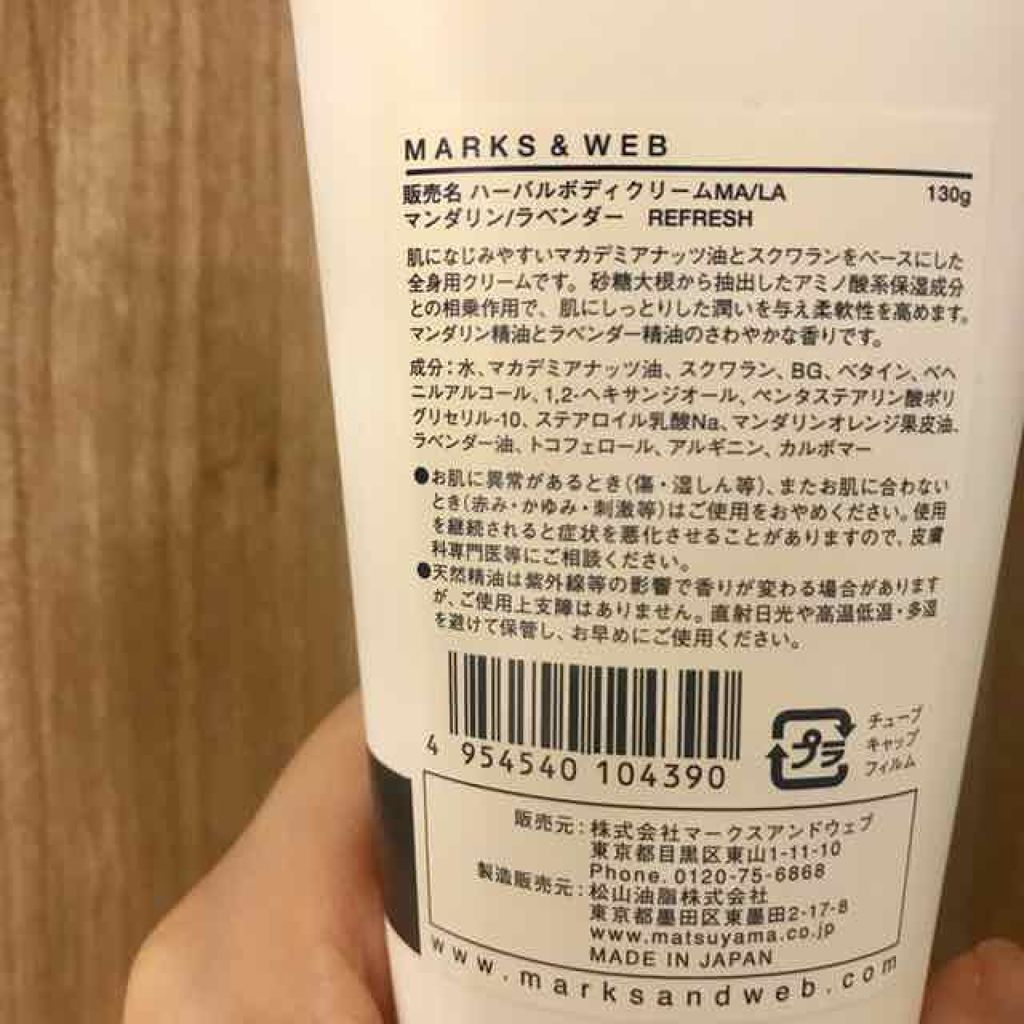 MARKS & WEB
販売名 ハーバルボディクリームMA/LA 130g
マンダリン/ラベンダー REFRESH
肌になじみやすいマカデミアナッツ油とスクワランをベースにした
全身用クリームです。砂糖大根から抽出したアミノ酸系保湿成分
との相乗作用で、肌にしっとりした潤いを与え柔軟性を高めます。
マンダリン精油とラベンダー精油のさわやかな香りです。
成分：水、マカデミアナッツ油、スクワラン、BG、ベタイン、ベヘ
ニルアルコール、1,2-ヘキサンジオール、ペンタステアリン酸ポリ
グリセリル-10、ステアロイル乳酸Na、マンダリンオレンジ果皮油、
ラベンダー油、トコフェロール、アルギニン、カルボマー
●お肌に異常があるとき(傷・湿しん等)、またお肌に合わない
とき(赤み・かゆみ・刺激等)はご使用をおやめください。使用
を継続されると症状を悪化させることがありますので、皮膚
科専門医等にご相談ください。
●天然精油は紫外線等の影響で香りが変わる場合があります
が、ご使用上支障はありません。直射日光や高温低温・多湿
を避けて保管し、お早めにご使用ください。
4 954540 104390
プラ
チューブ
キャップ
フィルム
販売元：株式会社マークスアンドウェブ
東京都目黒区東山1-11-10
Phone. 0120-75-6868
製造販売元：松山油脂株式会社
東京都墨田区東墨田2-17-8
www.matsuyama.co.jp
MADE IN JAPAN
www.marksandweb.com